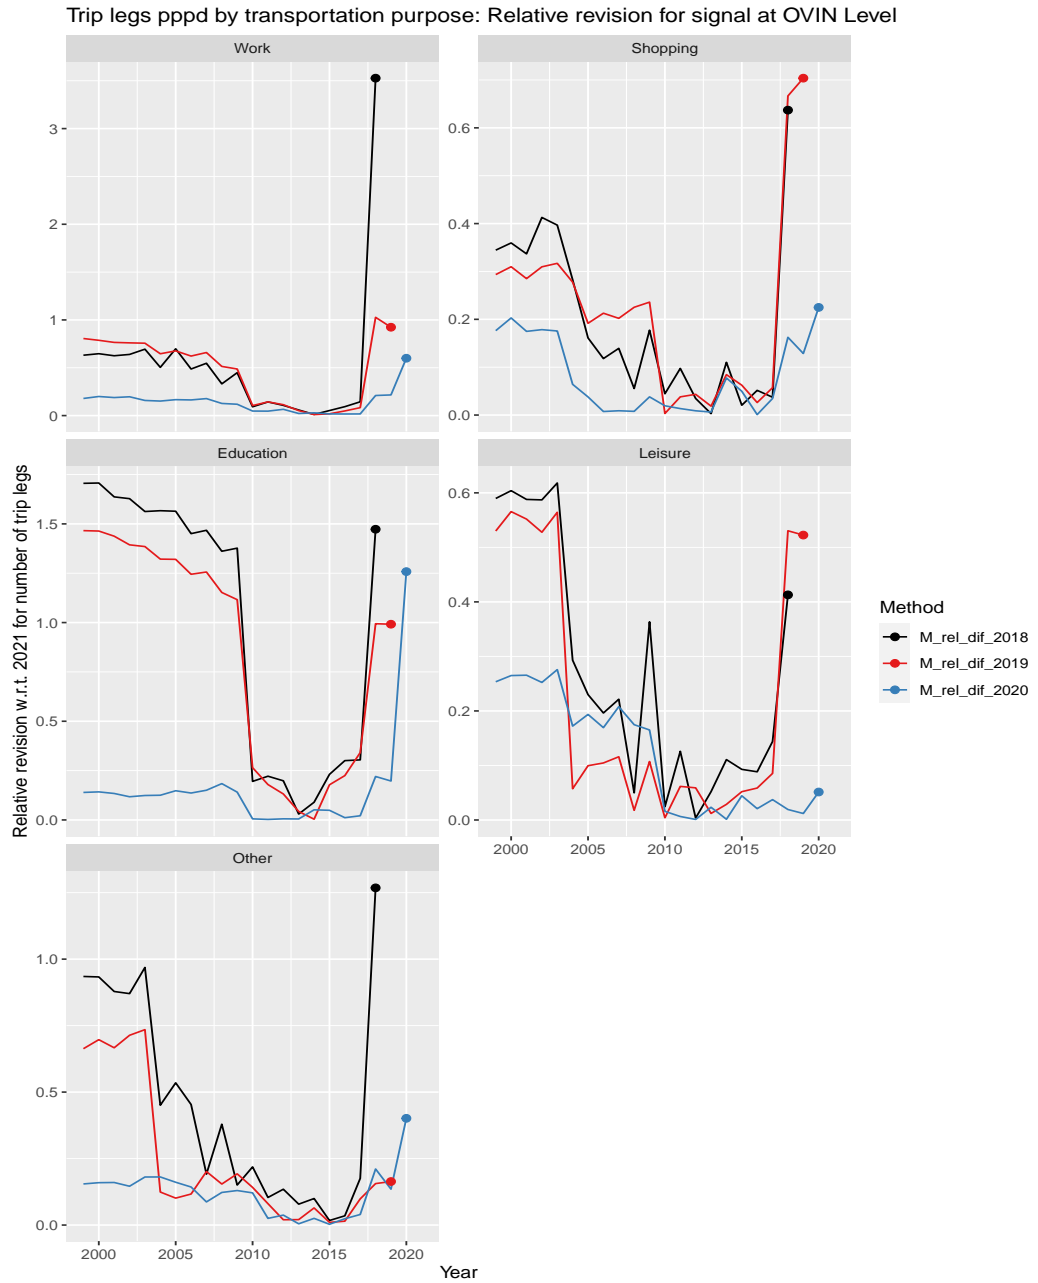 Trip legs pppd by transportation purpose: Relative revision for signal at OVIN Level
Work
Shopping
3
2
1
0
0.6
0.4
0.2
0.0
Education
Leisure
1.5
1.0
0.5
0.0
0.6
0.4
0.2
0.0
2000 2005 2010 2015 2020
Other
1.0
0.5
0.0
2000 2005 2010 2015 2020
Year
Relative revision w.r.t. 2021 for number of trip legs
Method
M_rel_dif_2018
M_rel_dif_2019
M_rel_dif_2020